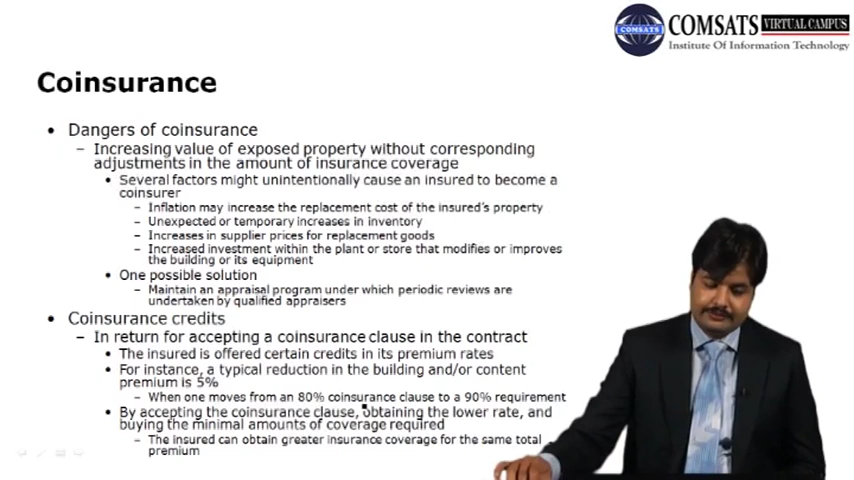 COMSATS
COMSATS VIRTUAL CAMPUS
Institute Of Information Technology
Coinsurance
• Dangers of coinsurance
– Increasing value of exposed property without corresponding
adjustments in the amount of insurance coverage
• Several factors might unintentionally cause an insured to become a
coinsurer
– Inflation may increase the replacement cost of the insured's property
– Unexpected or temporary increases in inventory
– Increases in supplier prices for replacement goods
– Increased investment within the plant or store that modifies or improves
the building or its equipment
• One possible solution
– Maintain an appraisal program under which periodic reviews are
undertaken by qualified appraisers
• Coinsurance credits
– In return for accepting a coinsurance clause in the contract
• The insured is offered certain credits in its premium rates
• For instance, a typical reduction in the building and/or content
premium is 5%
– When one moves from an 80% coinsurance clause to a 90% requirement
• By accepting the coinsurance clause, obtaining the lower rate, and
buying the minimal amounts of coverage required
– The insured can obtain greater insurance coverage for the same total
premium